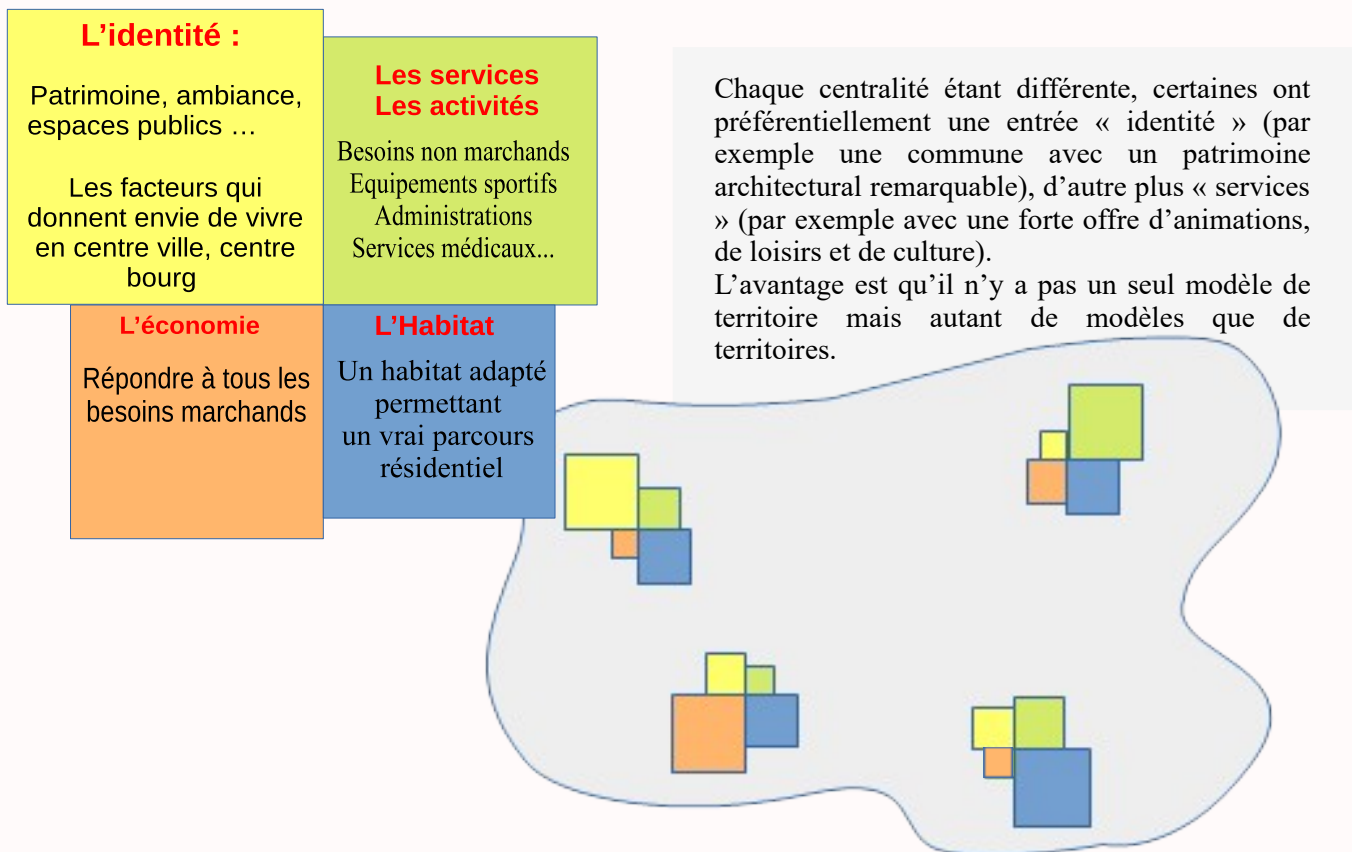 L’identité :
Patrimoine, ambiance,
espaces publics …
Les facteurs qui
donnent envie de vivre
en centre ville, centre
bourg
Les services
Les activités
Besoins non marchands
Equipements sportifs
Administrations
Services médicaux...
L’économie
Répondre à tous les
besoins marchands
L’Habitat
Un habitat adapté
permettant
un vrai parcours
résidentiel
Chaque centralité étant différente, certaines ont
préférentiellement une entrée « identité » (par
exemple une commune avec un patrimoine
architectural remarquable), d’autre plus « services
» (par exemple avec une forte offre d’animations,
de loisirs et de culture).
L’avantage est qu’il n’y a pas un seul modèle de
territoire mais autant de modèles que de
territoires.